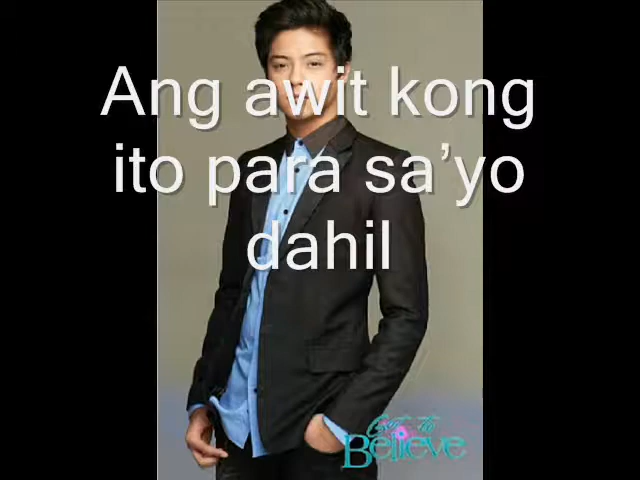 Ang awit kong
ito para sa’yo
dahil
Got to
Believe